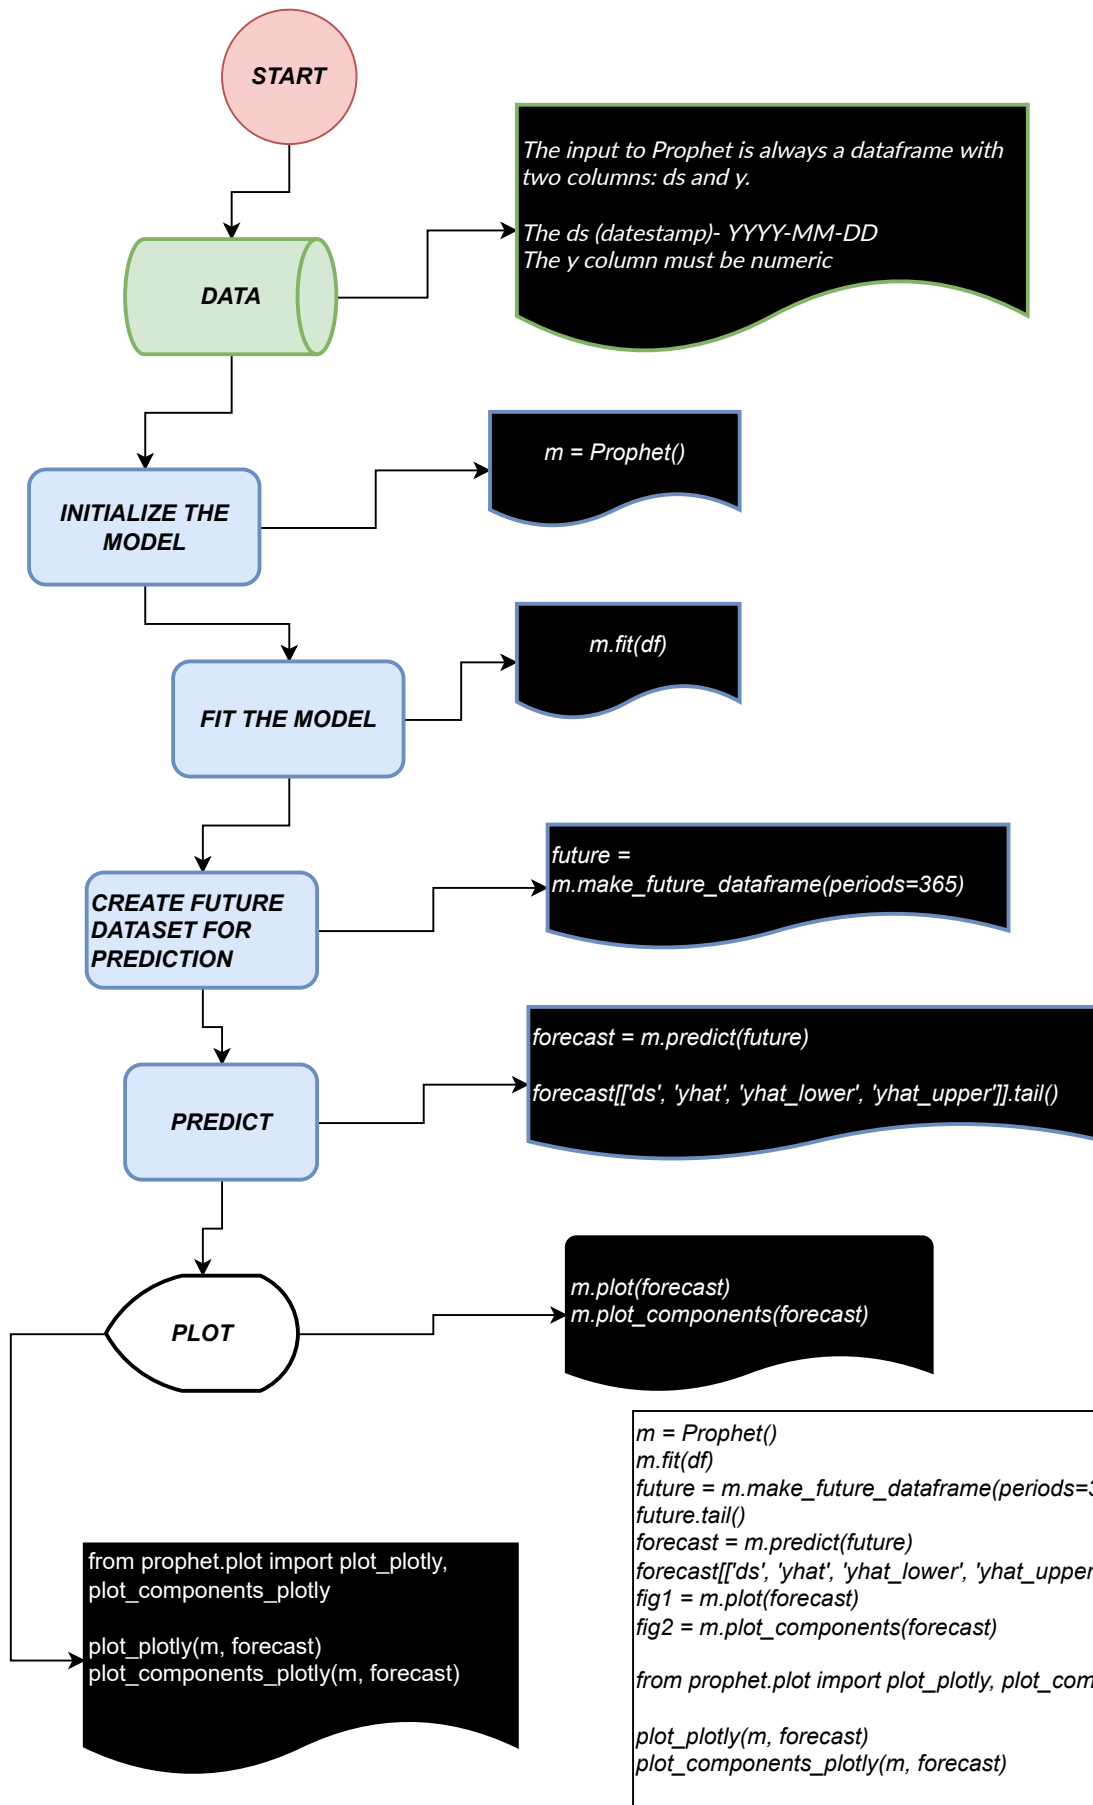 START
The input to Prophet is always a dataframe with
two columns: ds and y.
The ds (datestamp)- YYYY-MM-DD
The y column must be numeric
DATA
m = Prophet()
INITIALIZE THE
MODEL
m.fit(df)
FIT THE MODEL
future =
m.make_future_dataframe(periods=365)
CREATE FUTURE
DATASET FOR
PREDICTION
forecast = m.predict(future)
forecast[['ds', 'yhat', 'yhat_lower', 'yhat_upper']].tail()
PREDICT
m.plot(forecast)
m.plot_components(forecast)
PLOT
m = Prophet()
m.fit(df)
future = m.make_future_dataframe(periods=3
future.tail()
forecast = m.predict(future)
forecast[['ds', 'yhat', 'yhat_lower', 'yhat_upper
fig1 = m.plot(forecast)
fig2 = m.plot_components(forecast)
from prophet.plot import plot_plotly, plot_com
plot_plotly(m, forecast)
plot_components_plotly(m, forecast)
from prophet.plot import plot_plotly,
plot_components_plotly
plot_plotly(m, forecast)
plot_components_plotly(m, forecast)